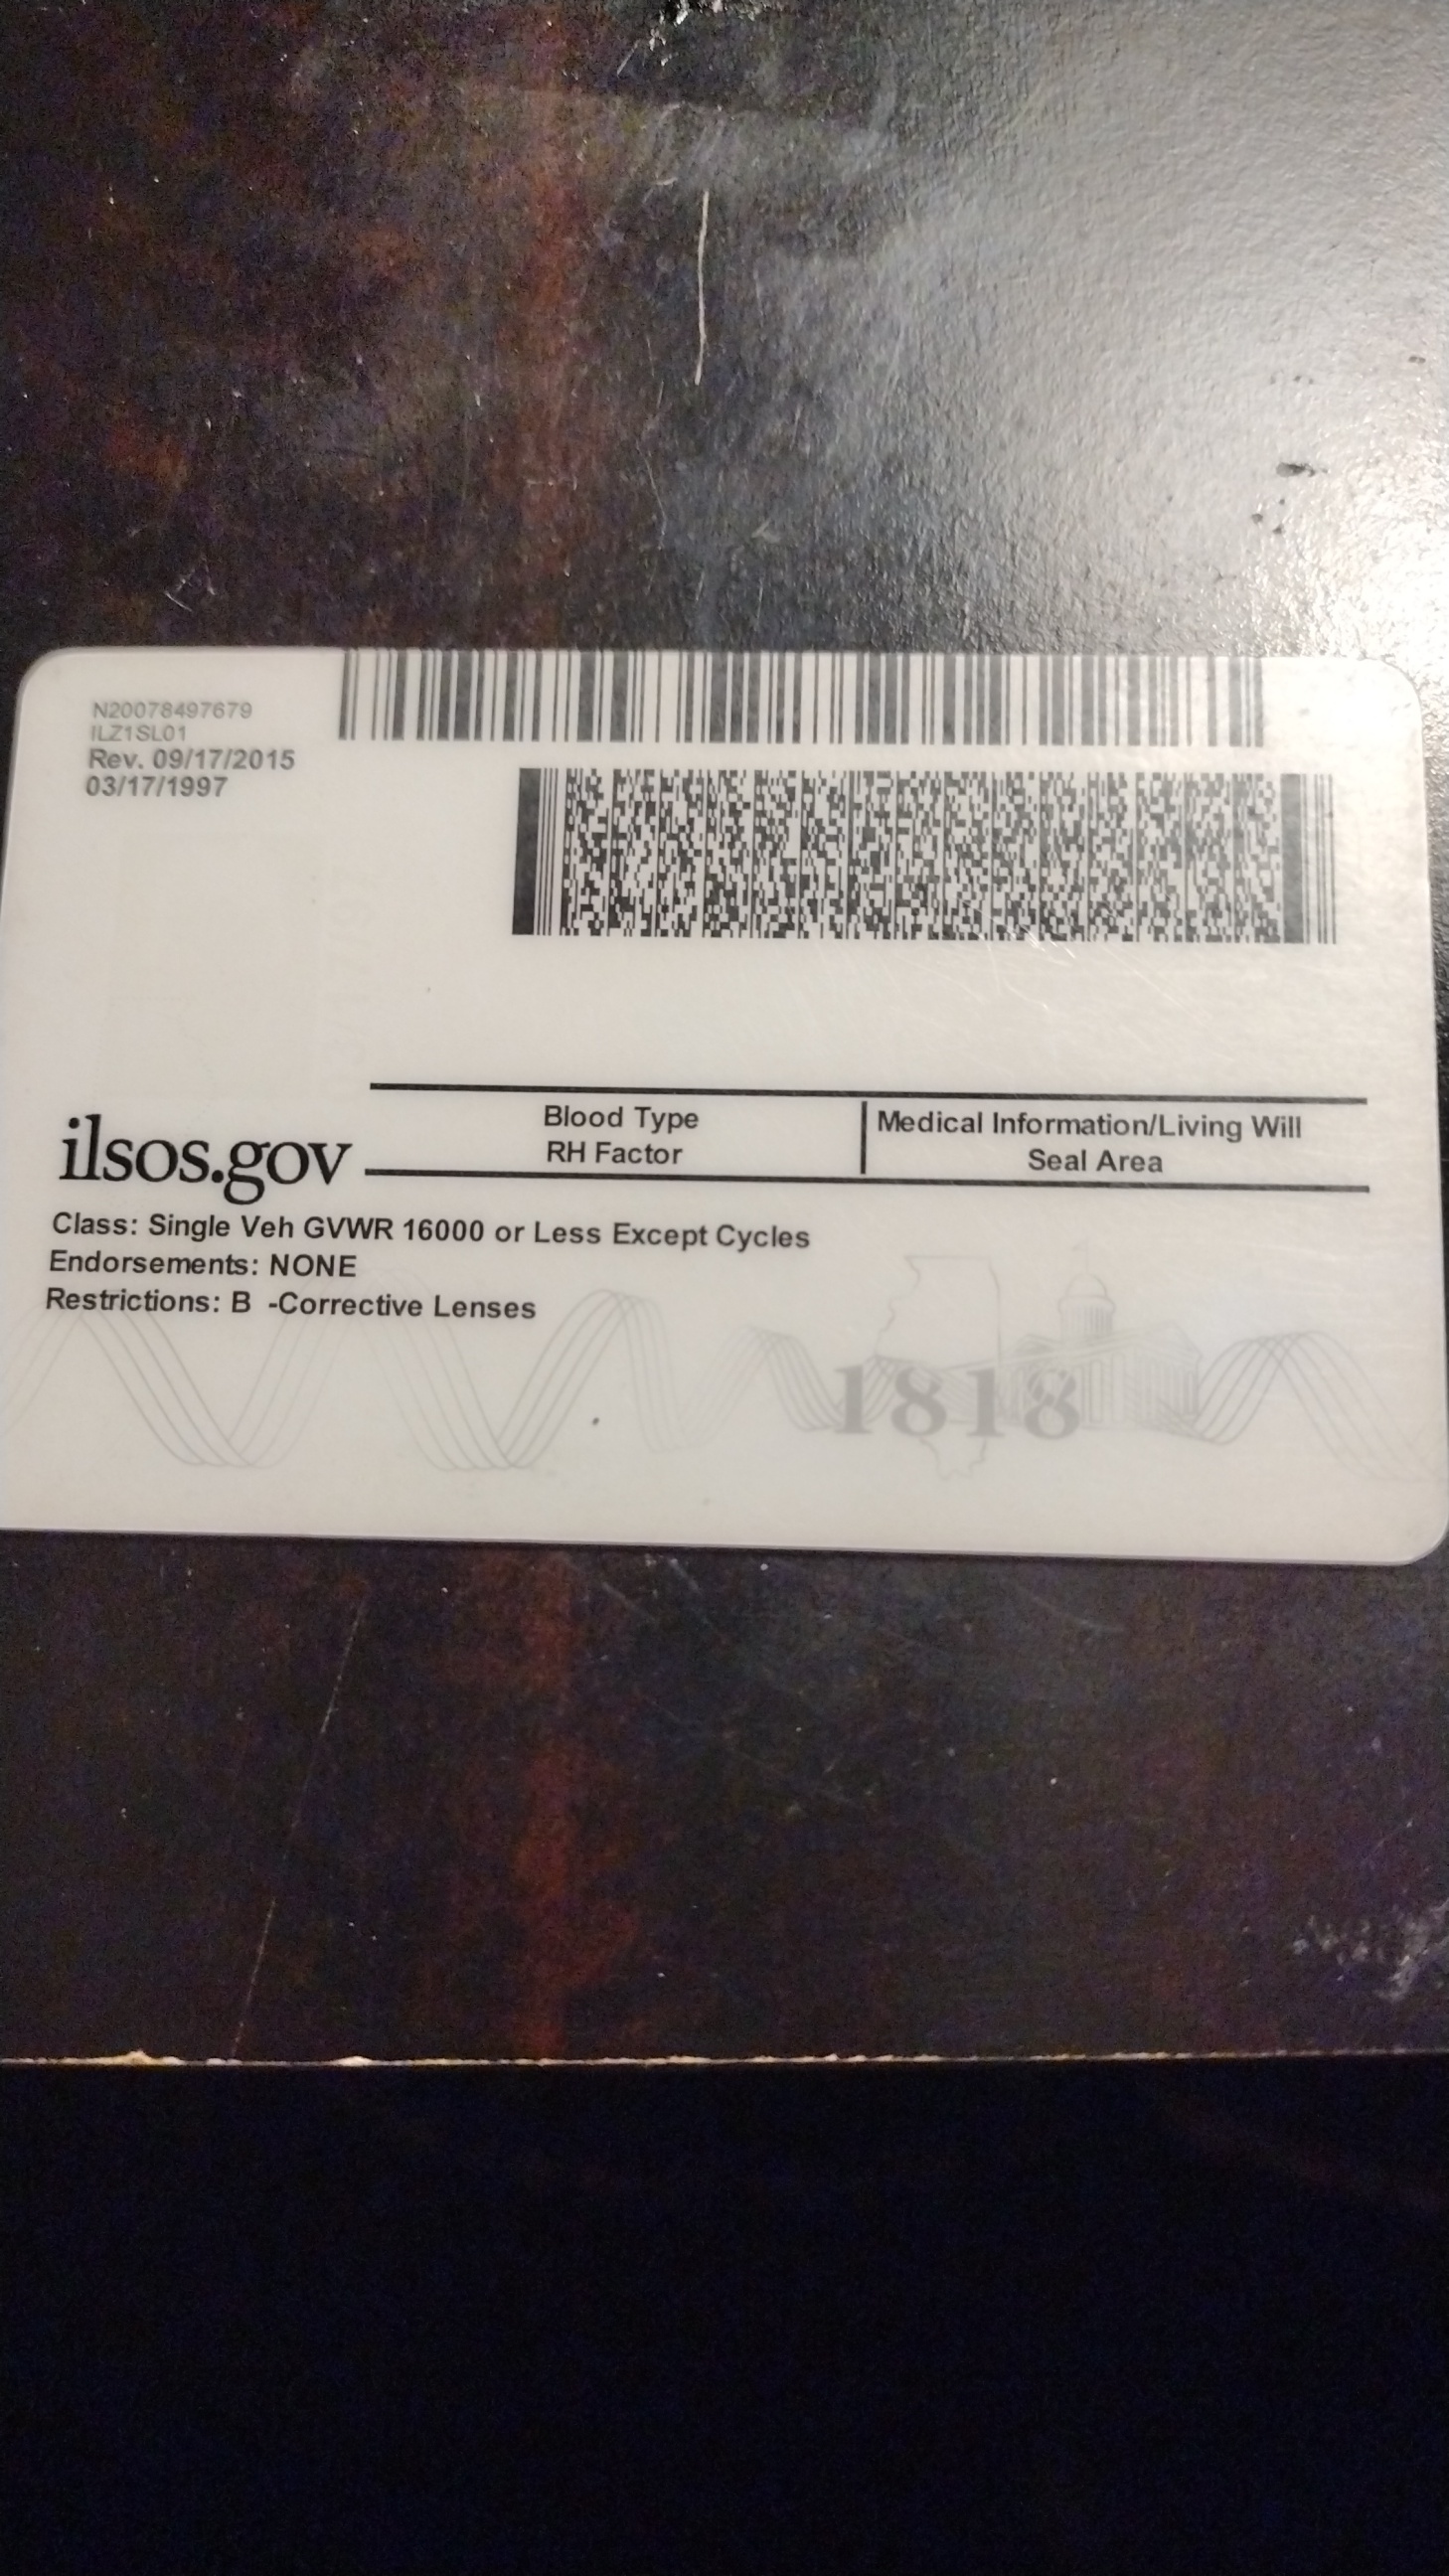 N20078497679
ILZ1SL01
Rev. 09/17/2015
03/17/1997
ilsos.gov
Blood Type
RH Factor
Medical Information/Living Will
Seal Area
Class: Single Veh GVWR 16000 or Less Except Cycles
Endorsements: NONE
Restrictions: B -Corrective Lenses
1818